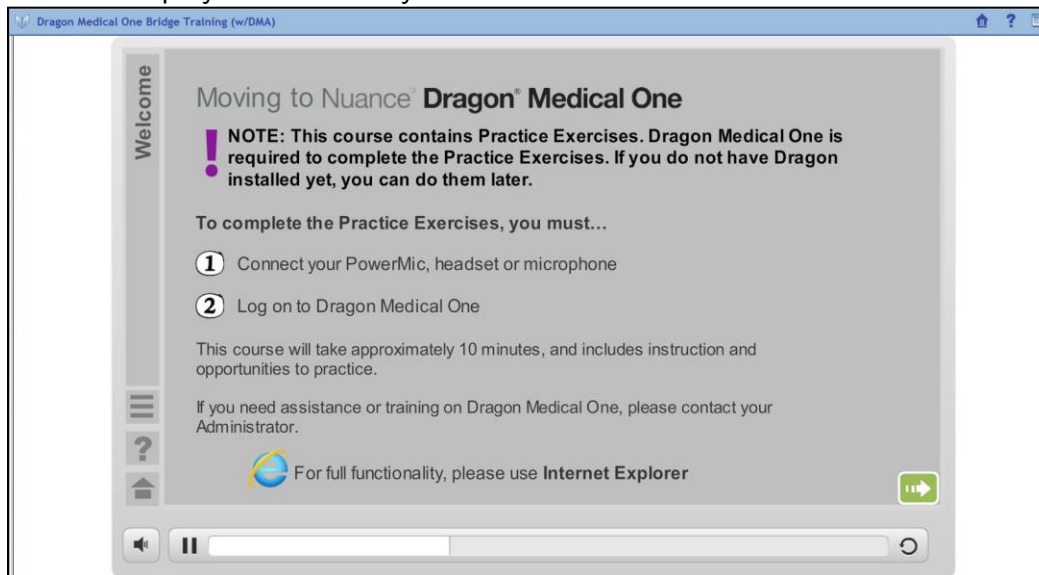 Dragon Medical One Bridge Training (w/DMA)
Welcome
Moving to Nuance® Dragon® Medical One
! NOTE: This course contains Practice Exercises. Dragon Medical One is
required to complete the Practice Exercises. If you do not have Dragon
installed yet, you can do them later.
To complete the Practice Exercises, you must...
1 Connect your PowerMic, headset or microphone
2 Log on to Dragon Medical One
This course will take approximately 10 minutes, and includes instruction and
opportunities to practice.
If you need assistance or training on Dragon Medical One, please contact your
Administrator.
For full functionality, please use Internet Explorer